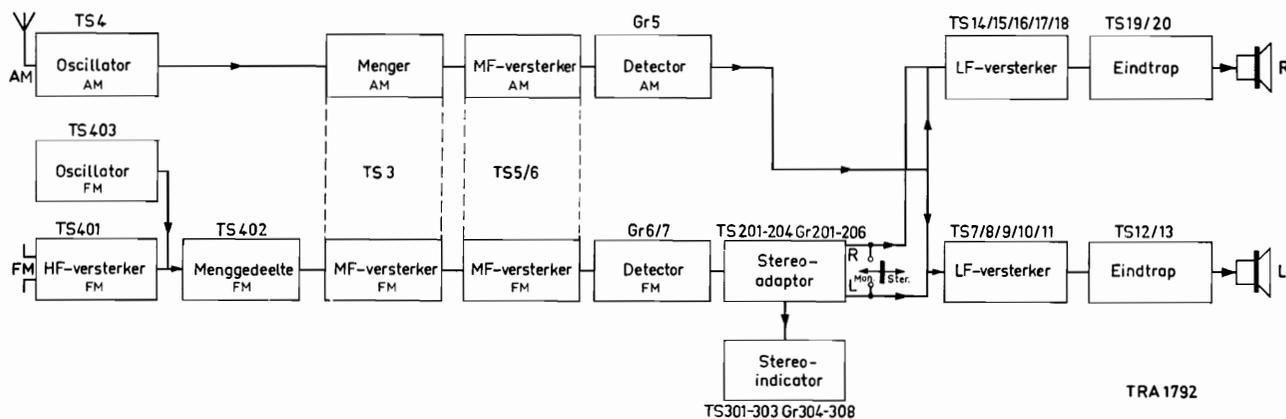 TS4
Gr5
TS14/15/16/17/18
TS19/20
AM
Oscillator
AM
Menger
AM
MF-versterker
AM
Detector
AM
LF-versterker
Eindtrap
R
TS403
Oscillator
FM
TS3
TS5/6
TS401
TS402
Gr6/7
TS201-204 Gr201-206
TS7/8/9/10/11
TS12/13
FM
HF-versterker
FM
Menggedeelte
FM
MF-versterker
FM
MF-versterker
FM
Detector
FM
Stereo-
adaptor
R
L
Mon.
Ster.
LF-versterker
Eindtrap
L
Stereo-
indicator
TS301-303 Gr304-308
TRA1792